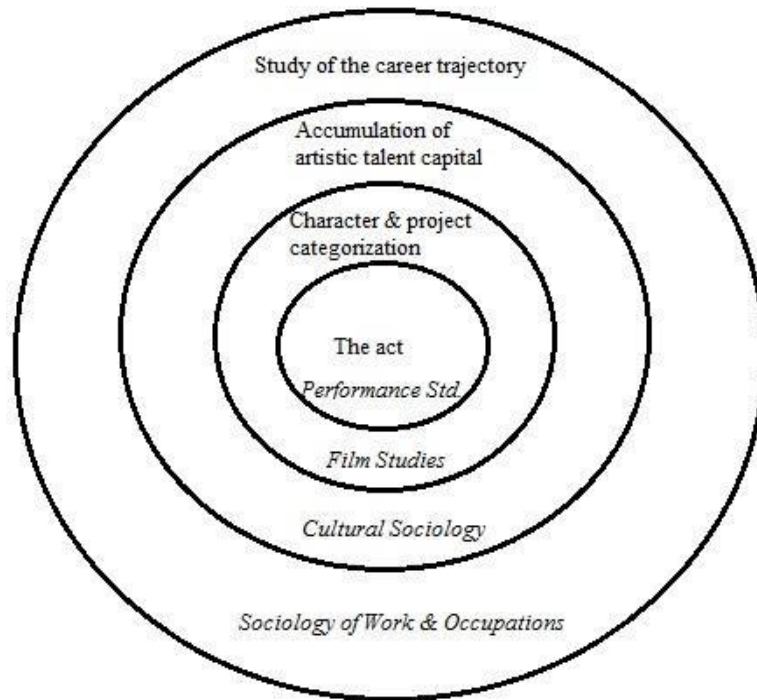 Study of the career trajectory
Accumulation of
artistic talent capital
Character & project
categorization
The act
Performance Std.
Film Studies
Cultural Sociology
Sociology of Work & Occupations